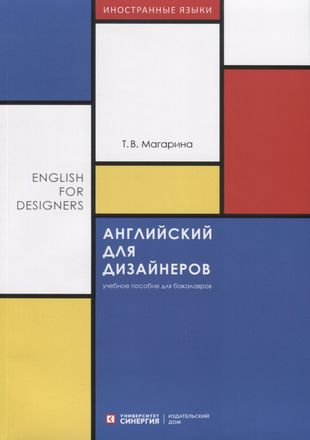 ИНОСТРАННЫЕ ЯЗЫКИ
Т. В. Магарина
ENGLISH
FOR
DESIGNERS
АНГЛИЙСКИЙ
ДЛЯ
ДИЗАЙНЕРОВ
учебное пособие для бакалавров
УНИВЕРСИТЕТ
СИНЕРГИЯ
ИЗДАТЕЛЬСКИЙ
ДОМ